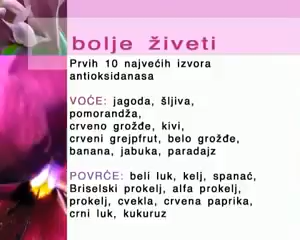 bolje živeti
Prvih 10 najvećih izvora
antioksidanasa
VOĆE: jagoda, šljiva,
pomorandža,
crveno grožđe, kivi,
crveni grejpfrut, belo grožđe,
banana, jabuka, paradajz
POVRĆE: beli luk, kelj, spanać,
Briselski prokelj, alfa prokelj,
prokelj, cvekla, crvena paprika,
crni luk, kukuruz